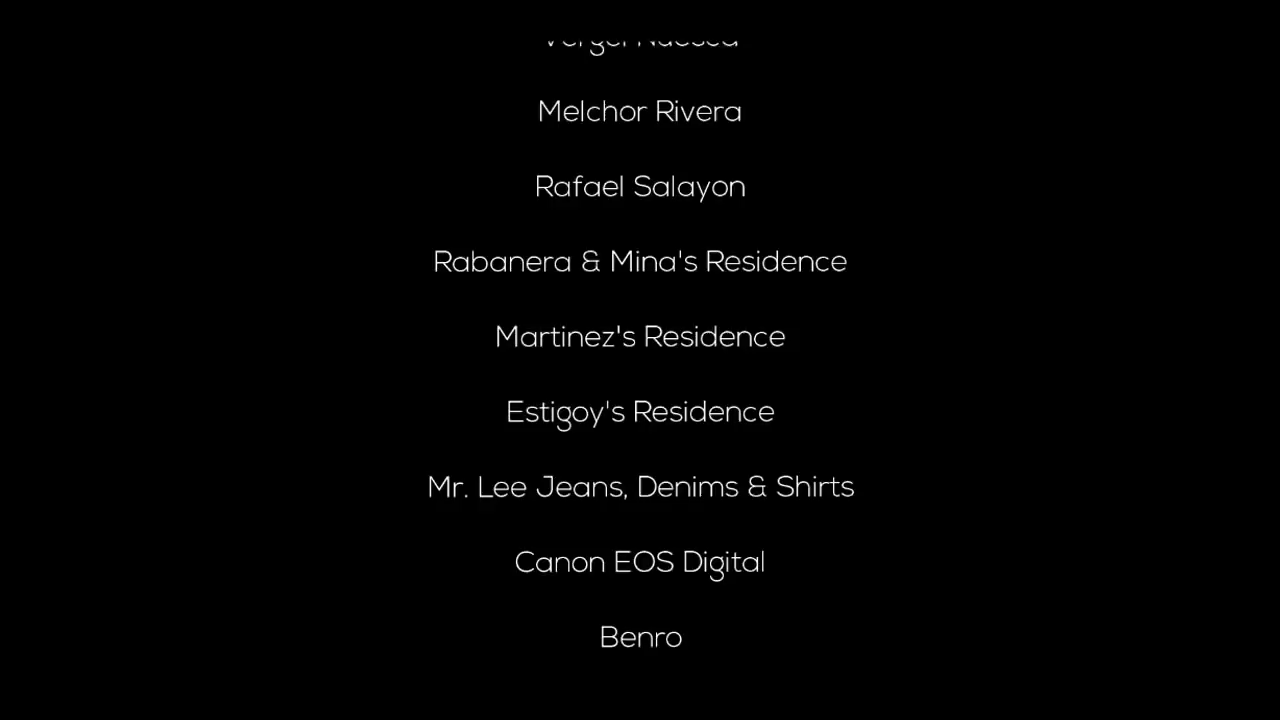 Melchor Rivera
Rafael Salayon
Rabanera & Mina's Residence
Martinez's Residence
Estigoy's Residence
Mr. Lee Jeans, Denims & Shirts
Canon EOS Digital
Benro